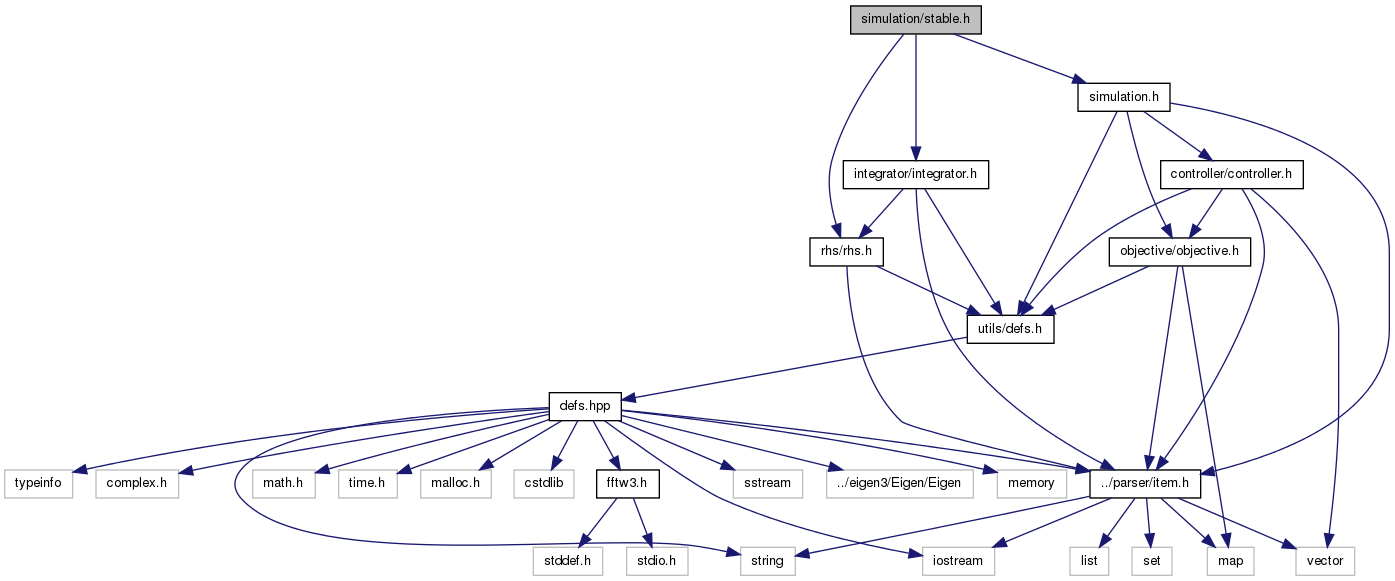 simulation/stable.h
simulation.h
integrator/integrator.h
controller/controller.h
rhs/rhs.h
objective/objective.h
utils/defs.h
defs.hpp
typeinfo
complex.h
math.h
time.h
malloc.h
cstdlib
fftw3.h
sstream
../eigen3/Eigen/Eigen
memory
../parser/item.h
stddef.h
stdio.h
string
iostream
list
set
map
vector